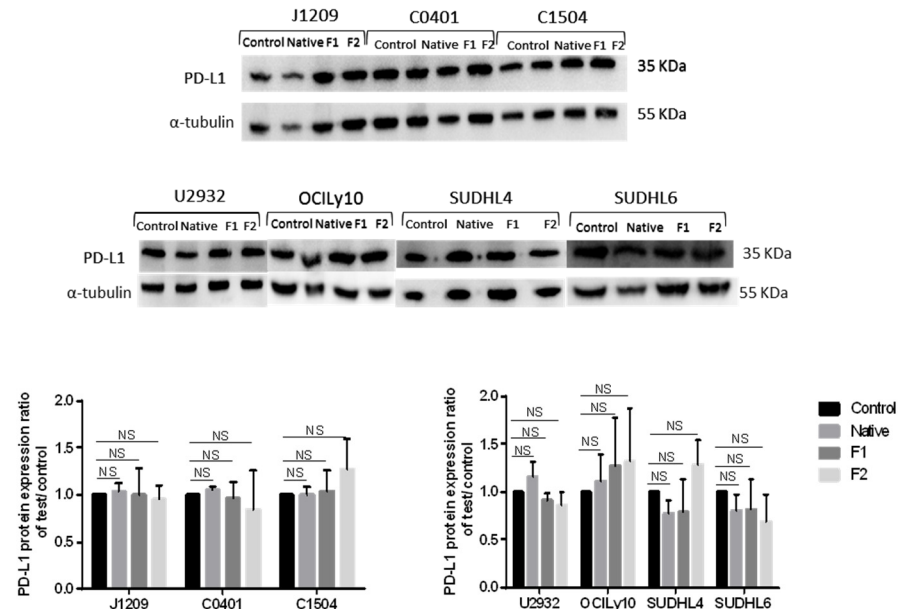 J1209 C0401 C1504
Control Native F1 F2 Control Native F1 F2 Control Native F1 F2
PD-L1 35 KDa
α-tubulin 55 KDa
U2932 OCILy10 SUDHL4 SUDHL6
Control Native F1 F2 Control Native F1 F2 Control Native F1 F2 Control Native F1 F2
PD-L1 35 KDa
α-tubulin 55 KDa
PD-L1 protein expression ratio
of test/ control
2.0
1.5
1.0
0.5
0.0
NS NS NS
NS NS NS
NS NS NS
J1209 C0401 C1504
PD-L1 protein expression ratio
of test/ control
2.0
1.5
1.0
0.5
0.0
NS NS NS NS
NS NS NS NS
NS NS NS NS
U2932 OCILy10 SUDHL4 SUDHL6
Control
Native
F1
F2